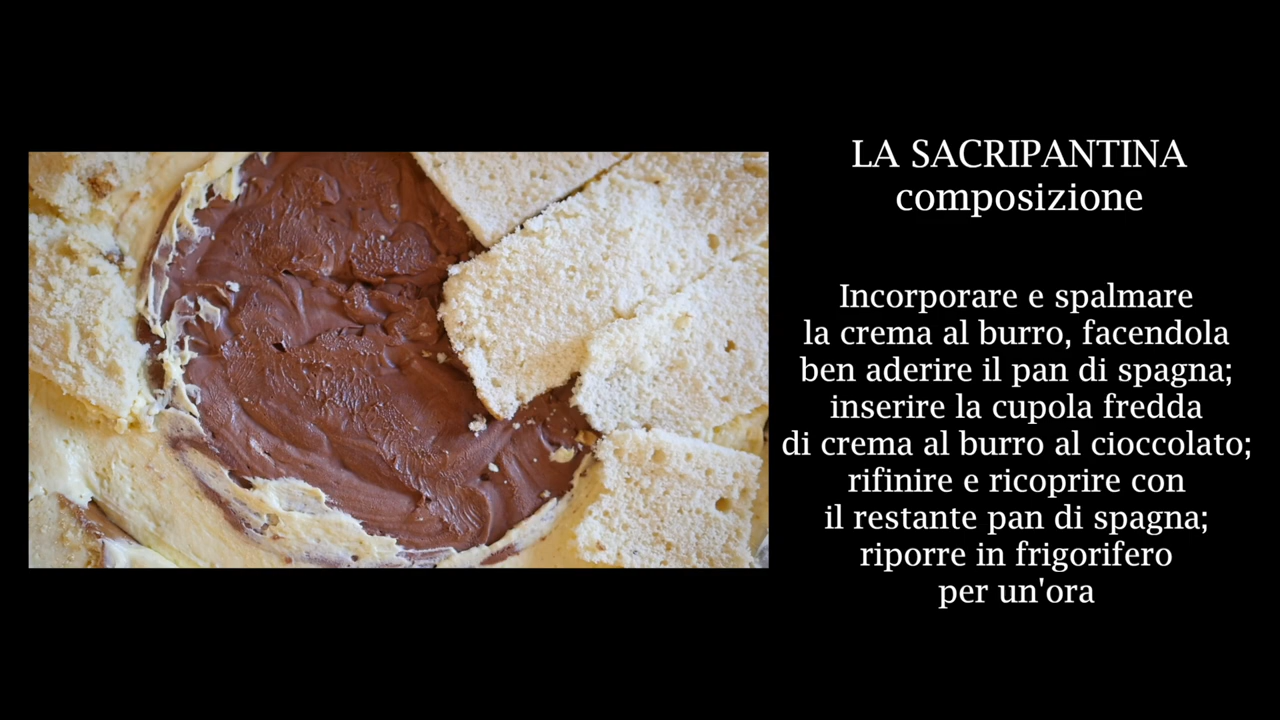 LA SACRIPANTINA
composizione
Incorporare e spalmare
la crema al burro, facendola
ben aderire il pan di spagna;
inserire la cupola fredda
di crema al burro al cioccolato;
rifinire e ricoprire con
il restante pan di spagna;
riporre in frigorifero
per un'ora